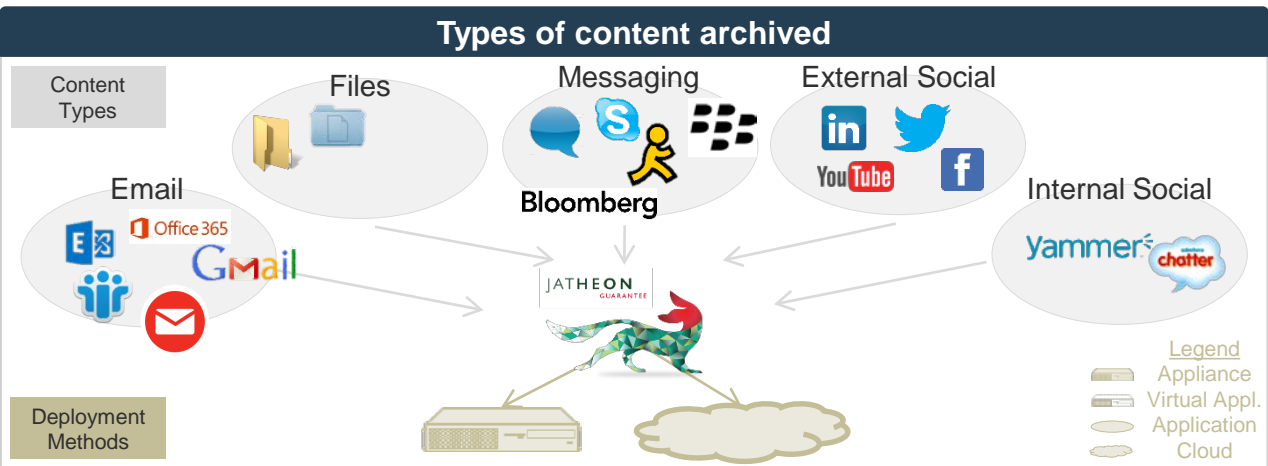 Types of content archived
Content
Types
Files
Messaging
External Social
S
in
YouTube
f
Bloomberg
Email
E
Office 365
GMail
Internal Social
yammer
salesforce
chatter
JATHEON
GUARANTEE
Legend
Appliance
Virtual Appl.
Application
Cloud
Deployment
Methods